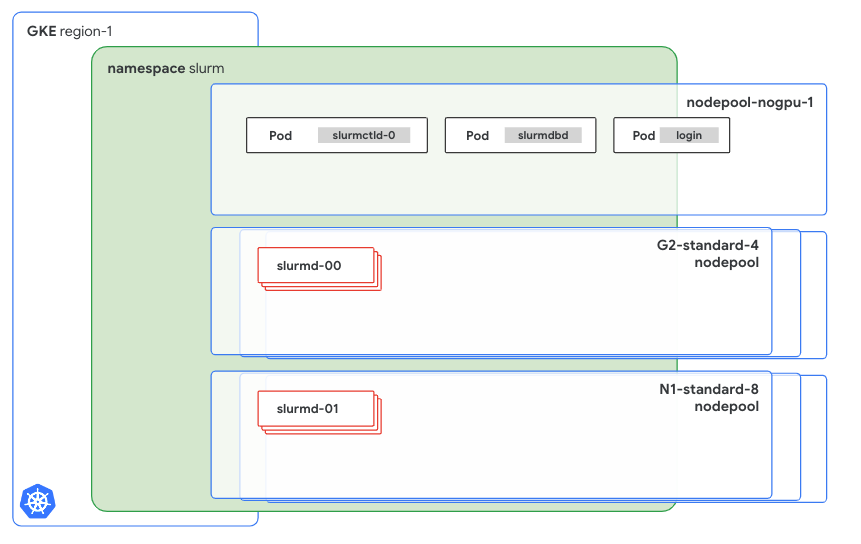 GKE region-1
namespace slurm
nodepool-nogpu-1
Pod slurmctld-0
Pod slurmdbd
Pod login
G2-standard-4
nodepool
slurmd-00
N1-standard-8
nodepool
slurmd-01